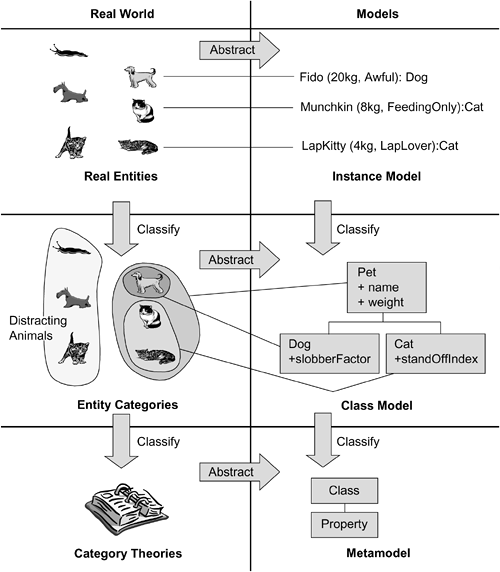 Real World
Models
Abstract
Fido (20kg, Awful): Dog
Munchkin (8kg, FeedingOnly):Cat
LapKitty (4kg, LapLover):Cat
Real Entities
Instance Model
Classify
Classify
Abstract
Pet
+ name
+ weight
Distracting
Animals
Dog
+slobberFactor
Cat
+standOffIndex
Entity Categories
Class Model
Classify
Classify
Abstract
Class
Property
Category Theories
Metamodel